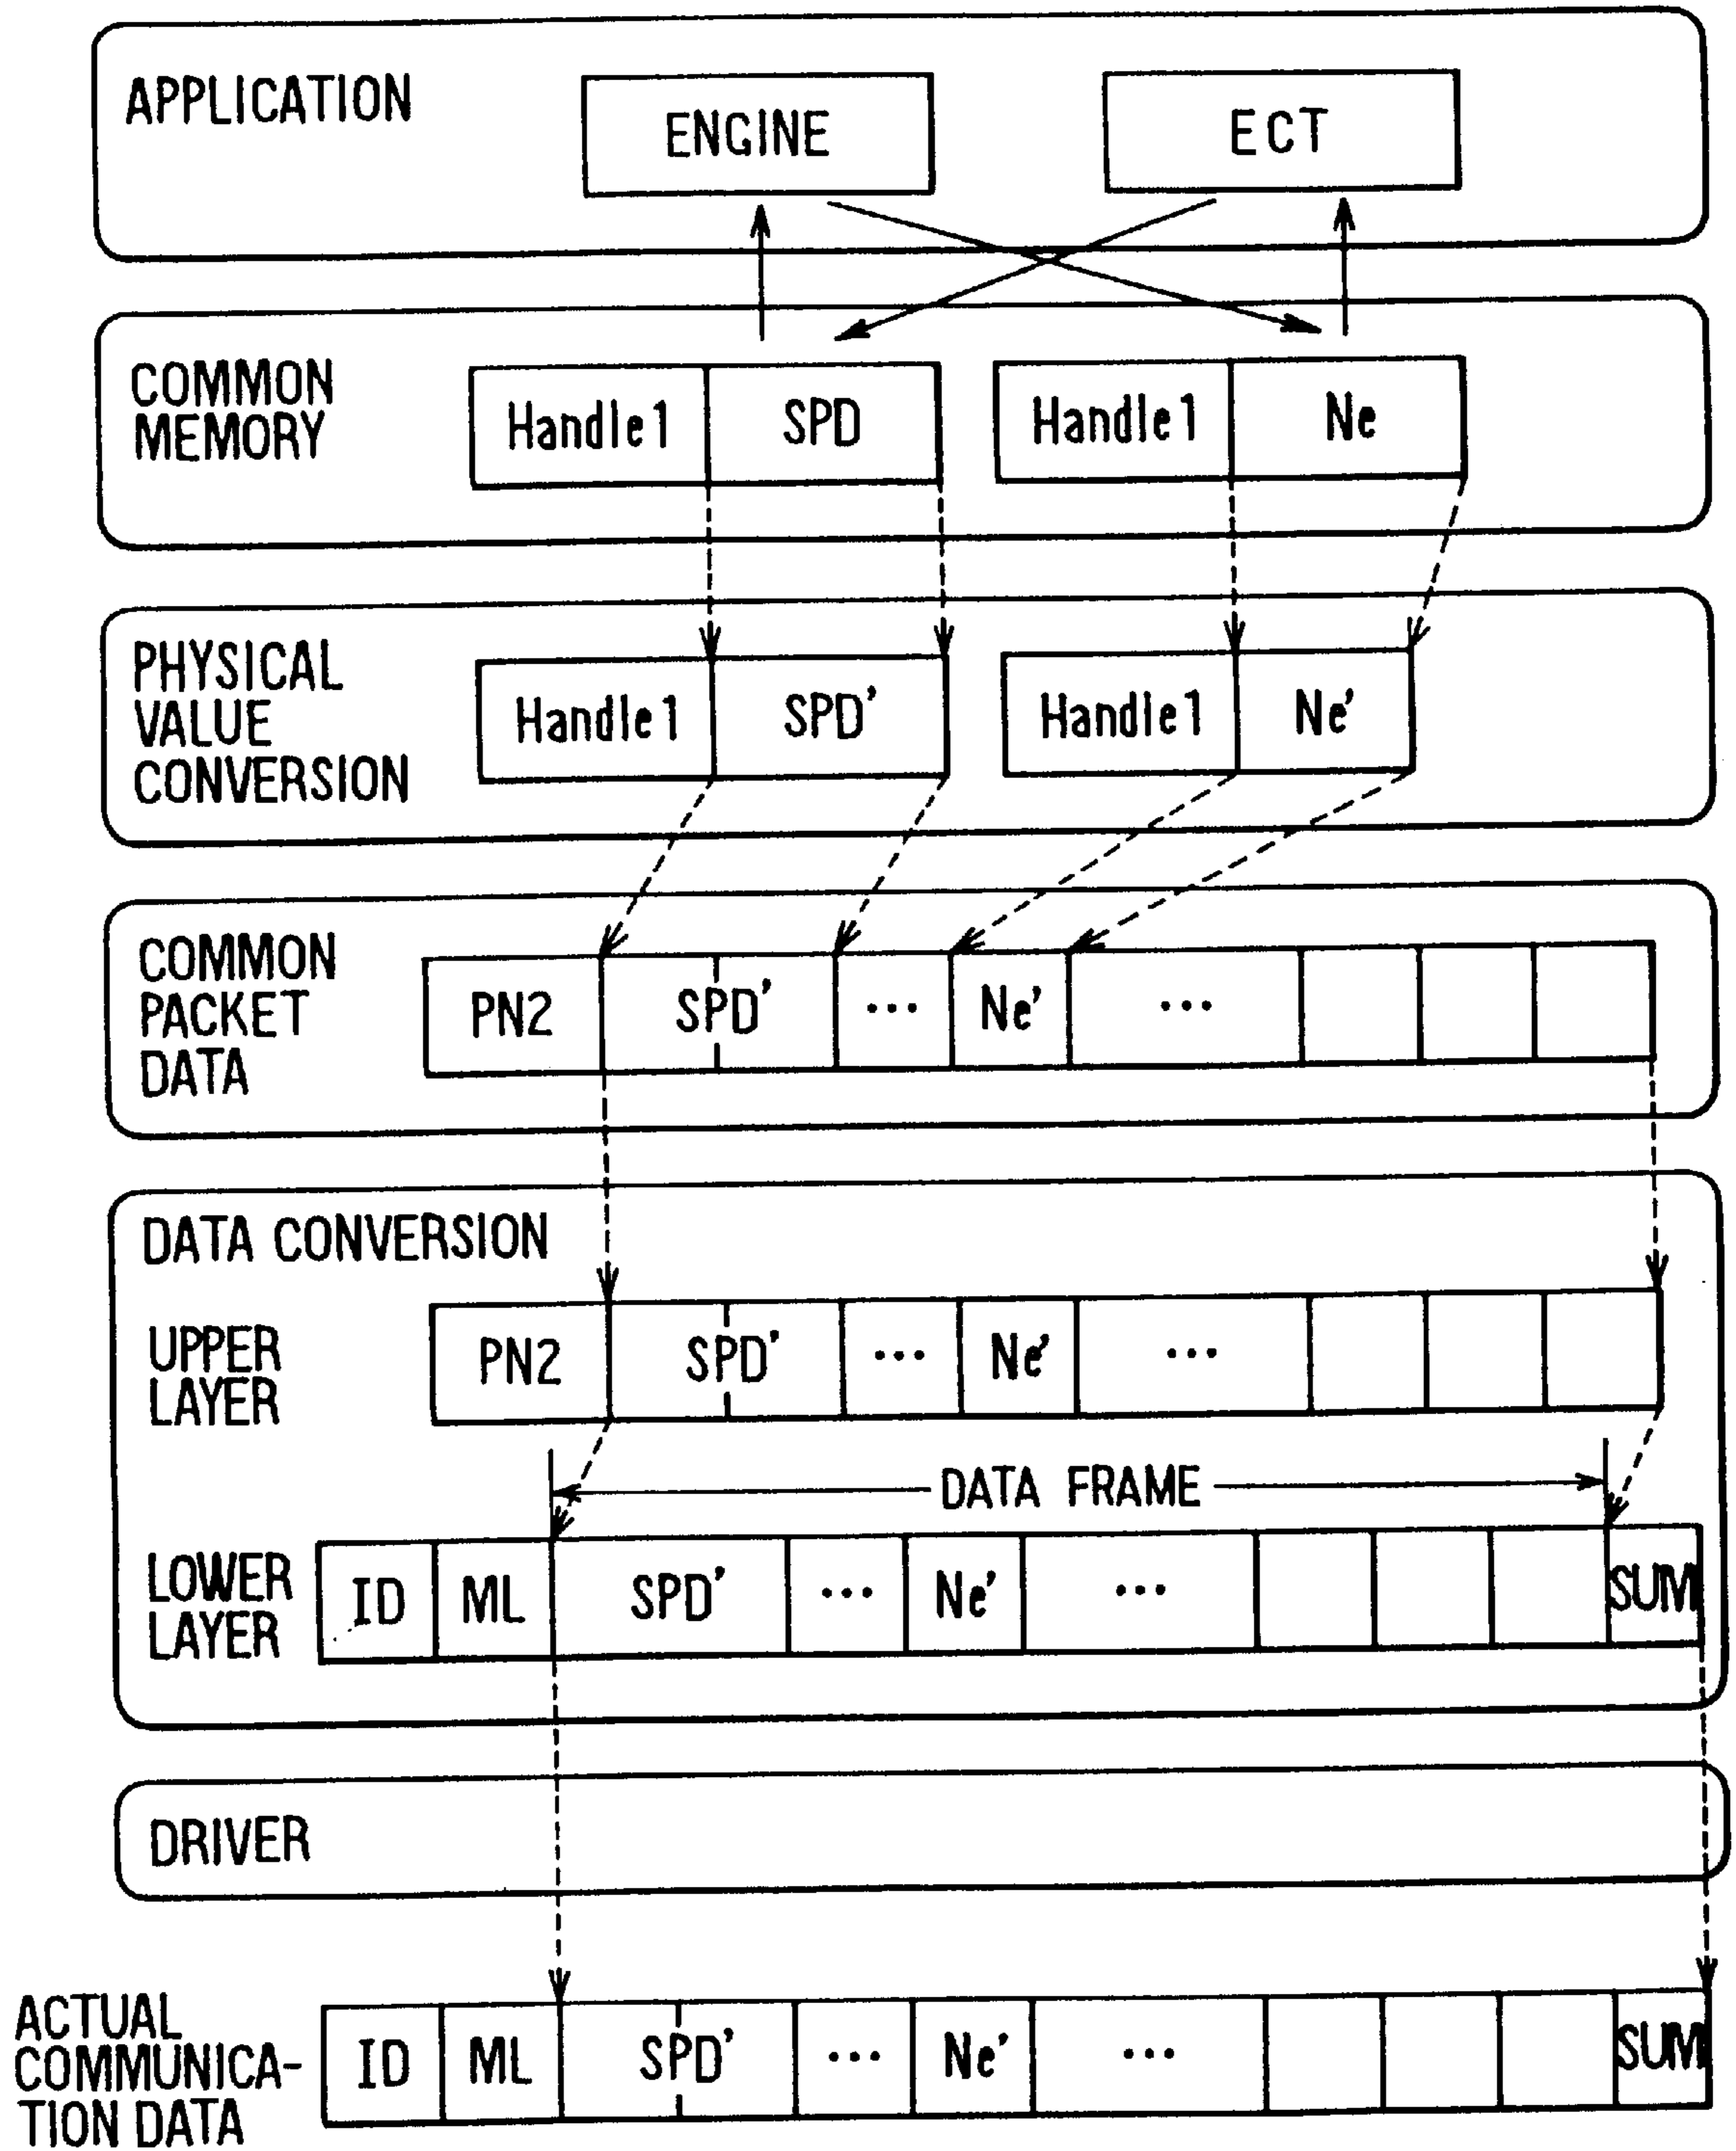 APPLICATION
ENGINE
ECT
COMMON
MEMORY
Handle1 SPD
Handle1 Ne
PHYSICAL
VALUE
CONVERSION
Handle1 SPD'
Handle1 Ne'
COMMON
PACKET
DATA
PN2 SPD' ... Ne' ...
DATA CONVERSION
UPPER
LAYER
PN2 SPD' ... Ne' ...
DATA FRAME
LOWER
LAYER
ID ML SPD' ... Ne' ... SUM
DRIVER
ACTUAL
COMMUNICA-
TION DATA
ID ML SPD' ... Ne' ... SUM